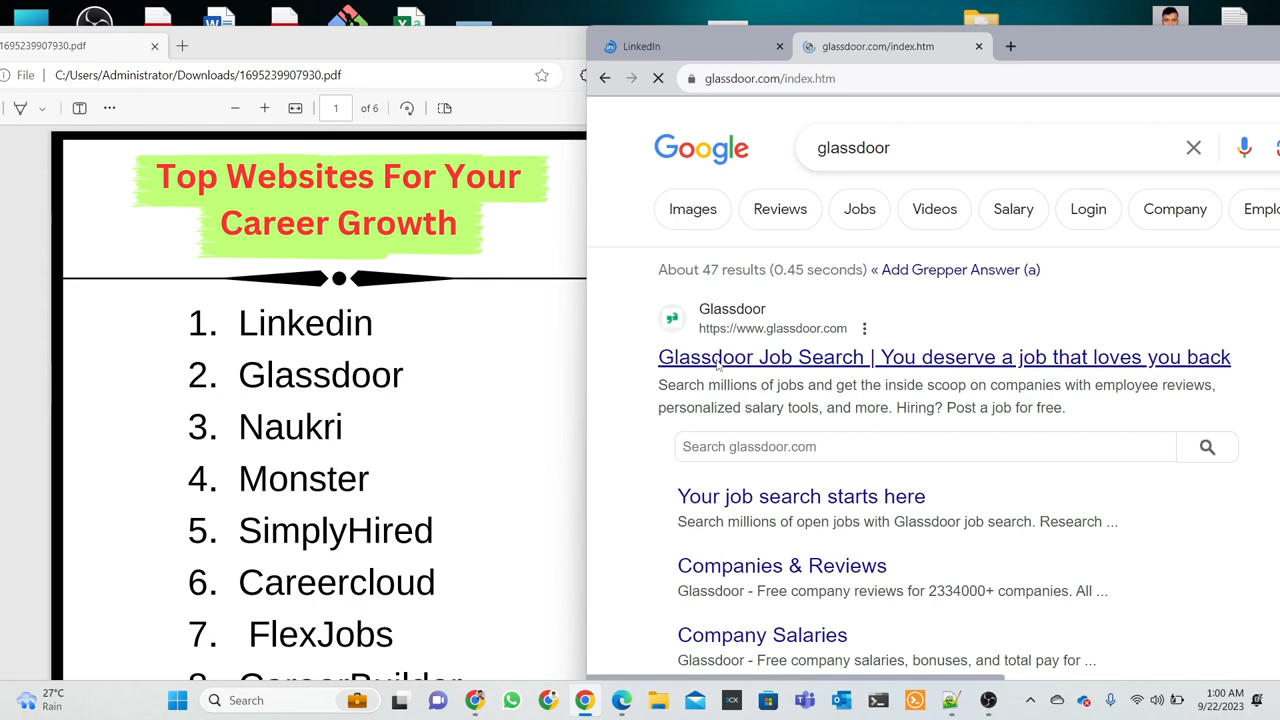 1695239907930.pdf
File
C:/Users/Administrator/Downloads/1695239907930.pdf
1
of 6
Top Websites For Your
Career Growth
1. Linkedin
2. Glassdoor
3. Naukri
4. Monster
5. SimplyHired
6. Careercloud
7. FlexJobs
8. CareerBuilder
LinkedIn
glassdoor.com/index.htm
glassdoor.com/index.htm
Google
glassdoor
Images
Reviews
Jobs
Videos
Salary
Login
Company
Emplo
About 47 results (0.45 seconds) « Add Grepper Answer (a)
Glassdoor
https://www.glassdoor.com
Glassdoor Job Search | You deserve a job that loves you back
Search millions of jobs and get the inside scoop on companies with employee reviews,
personalized salary tools, and more. Hiring? Post a job for free.
Search glassdoor.com
Your job search starts here
Search millions of open jobs with Glassdoor job search. Research ...
Companies & Reviews
Glassdoor - Free company reviews for 2334000+ companies. All ...
Company Salaries
Glassdoor - Free company salaries, bonuses, and total pay for ...
27°C
Rain
Search
1:00 AM
9/22/2023